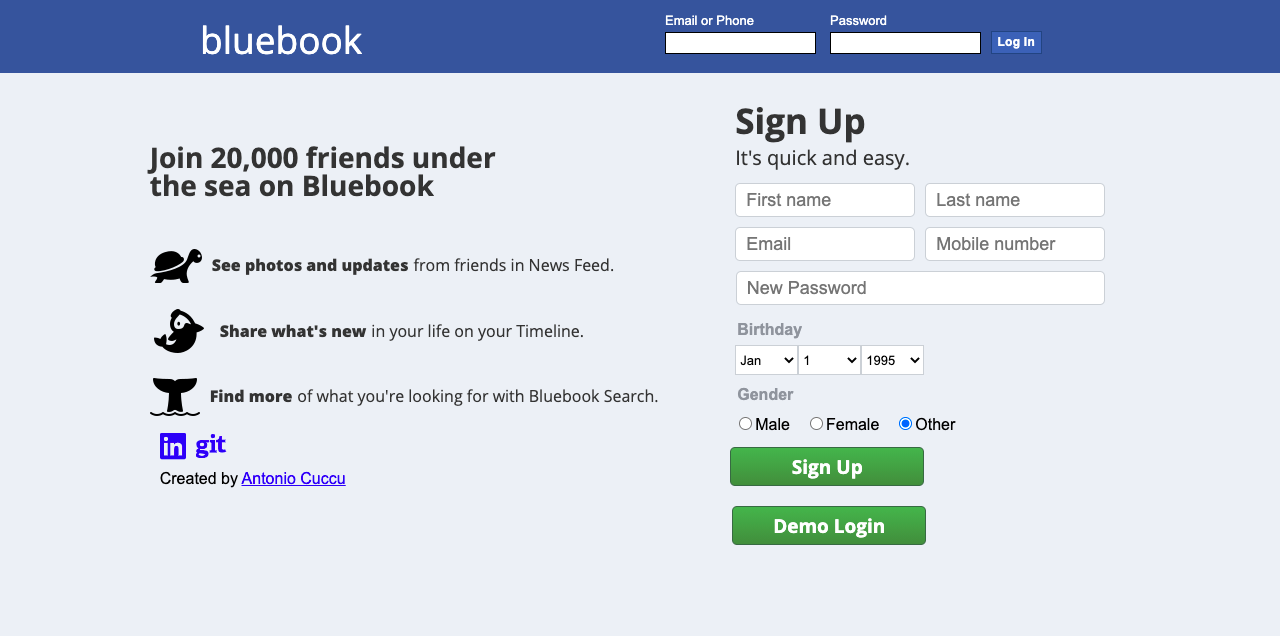 bluebook
Email or Phone
Password
Log In
Join 20,000 friends under
the sea on Bluebook
See photos and updates from friends in News Feed.
Share what's new in your life on your Timeline.
Find more of what you're looking for with Bluebook Search.
in git
Created by Antonio Cuccu
Sign Up
It's quick and easy.
First name Last name
Email Mobile number
New Password
Birthday
Jan 1 1995
Gender
Male Female Other
Sign Up
Demo Login